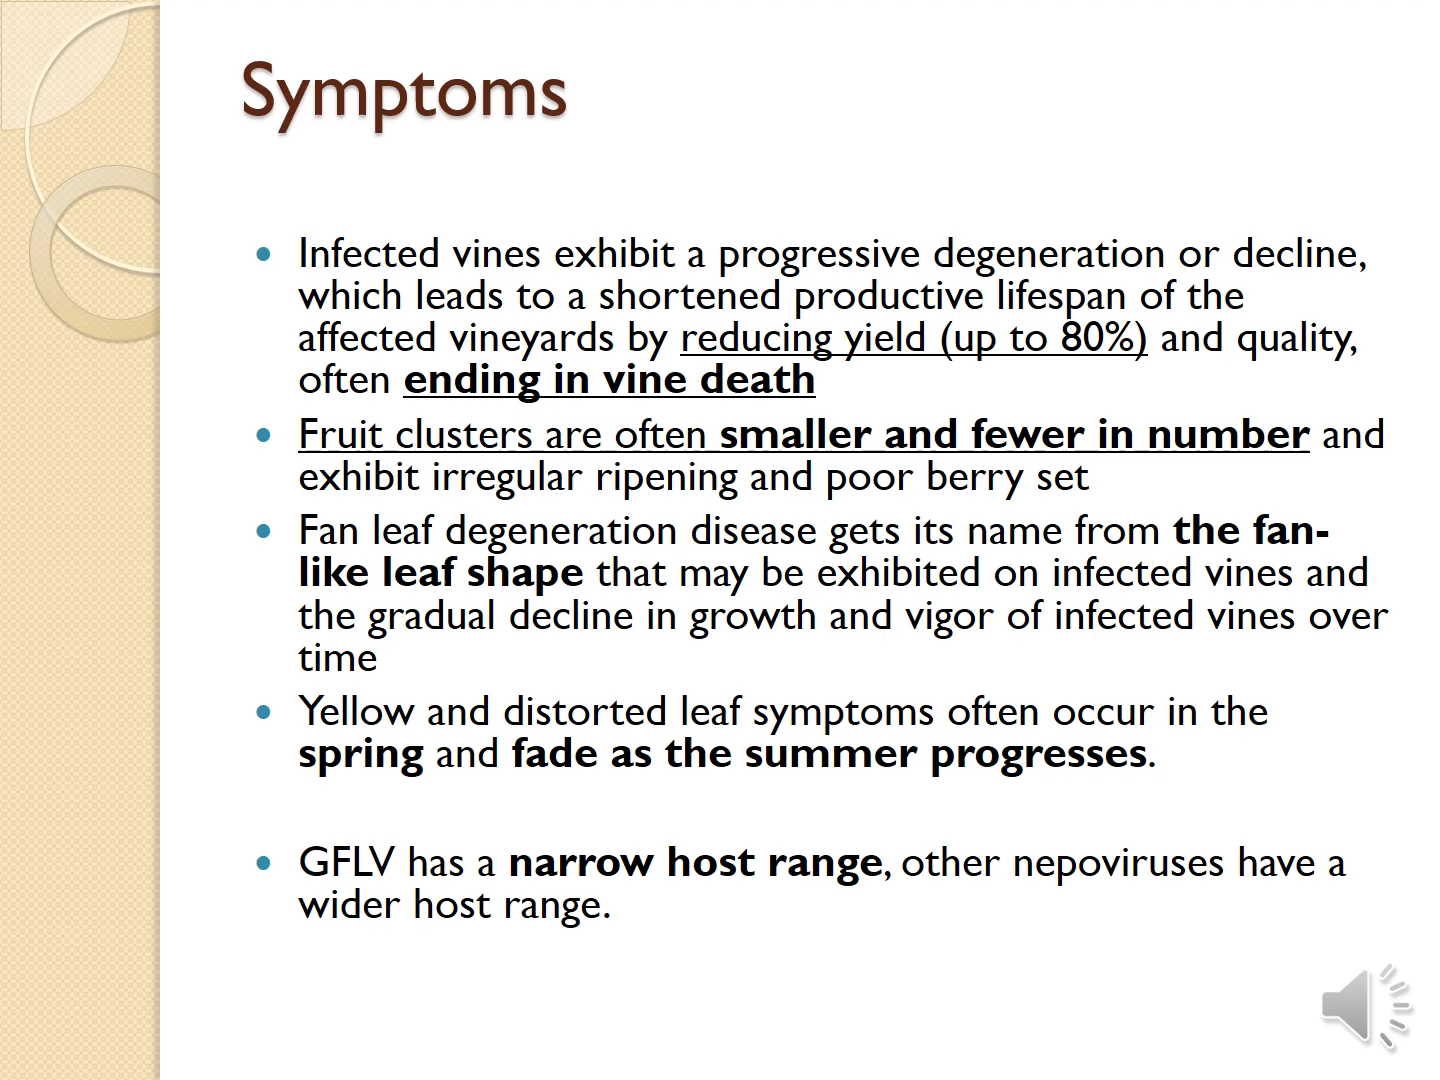 Symptoms
• Infected vines exhibit a progressive degeneration or decline,
which leads to a shortened productive lifespan of the
affected vineyards by reducing yield (up to 80%) and quality,
often ending in vine death
• Fruit clusters are often smaller and fewer in number and
exhibit irregular ripening and poor berry set
• Fan leaf degeneration disease gets its name from the fan-
like leaf shape that may be exhibited on infected vines and
the gradual decline in growth and vigor of infected vines over
time
• Yellow and distorted leaf symptoms often occur in the
spring and fade as the summer progresses.
• GFLV has a narrow host range, other nepoviruses have a
wider host range.